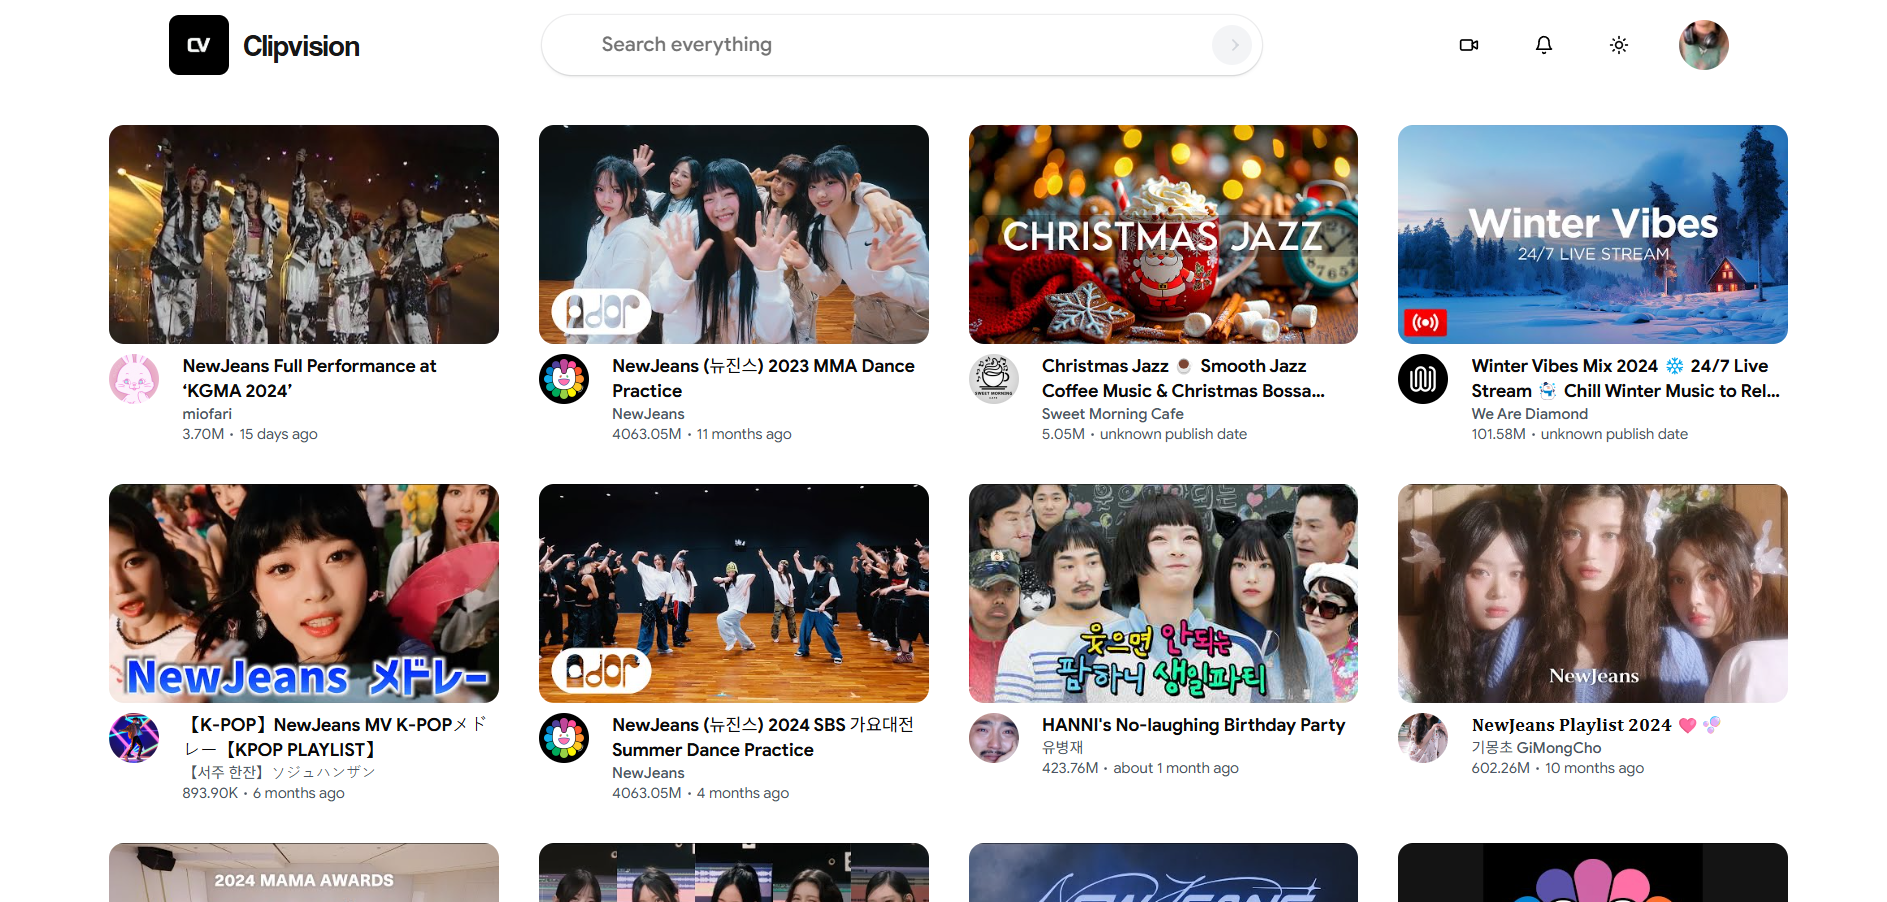 CV
Clipvision
Search everything
ador
CHRISTMAS JAZZ
Winter Vibes
24/7 LIVE STREAM
NewJeans Full Performance at
‘KGMA 2024’
miofari
3.70M • 15 days ago
NewJeans (뉴진스) 2023 MMA Dance
Practice
NewJeans
4063.05M • 11 months ago
SWEET MORNING
Christmas Jazz ☕ Smooth Jazz
Coffee Music & Christmas Bossa...
Sweet Morning Cafe
5.05M • unknown publish date
Winter Vibes Mix 2024 ❄️ 24/7 Live
Stream ⛄ Chill Winter Music to Rel...
We Are Diamond
101.58M • unknown publish date
NewJeans メドレー
ador
웃으면 안되는
팜하니 생일파티
NewJeans
【K-POP】NewJeans MV K-POPメド
レー【KPOP PLAYLIST】
【서주 한잔】ソジュハンザン
893.90K • 6 months ago
NewJeans (뉴진스) 2024 SBS 가요대전
Summer Dance Practice
NewJeans
4063.05M • 4 months ago
HANNI's No-laughing Birthday Party
유병재
423.76M • about 1 month ago
NewJeans Playlist 2024 💗 🫧
기몽초 GiMongCho
602.26M • 10 months ago
2024 MAMA AWARDS